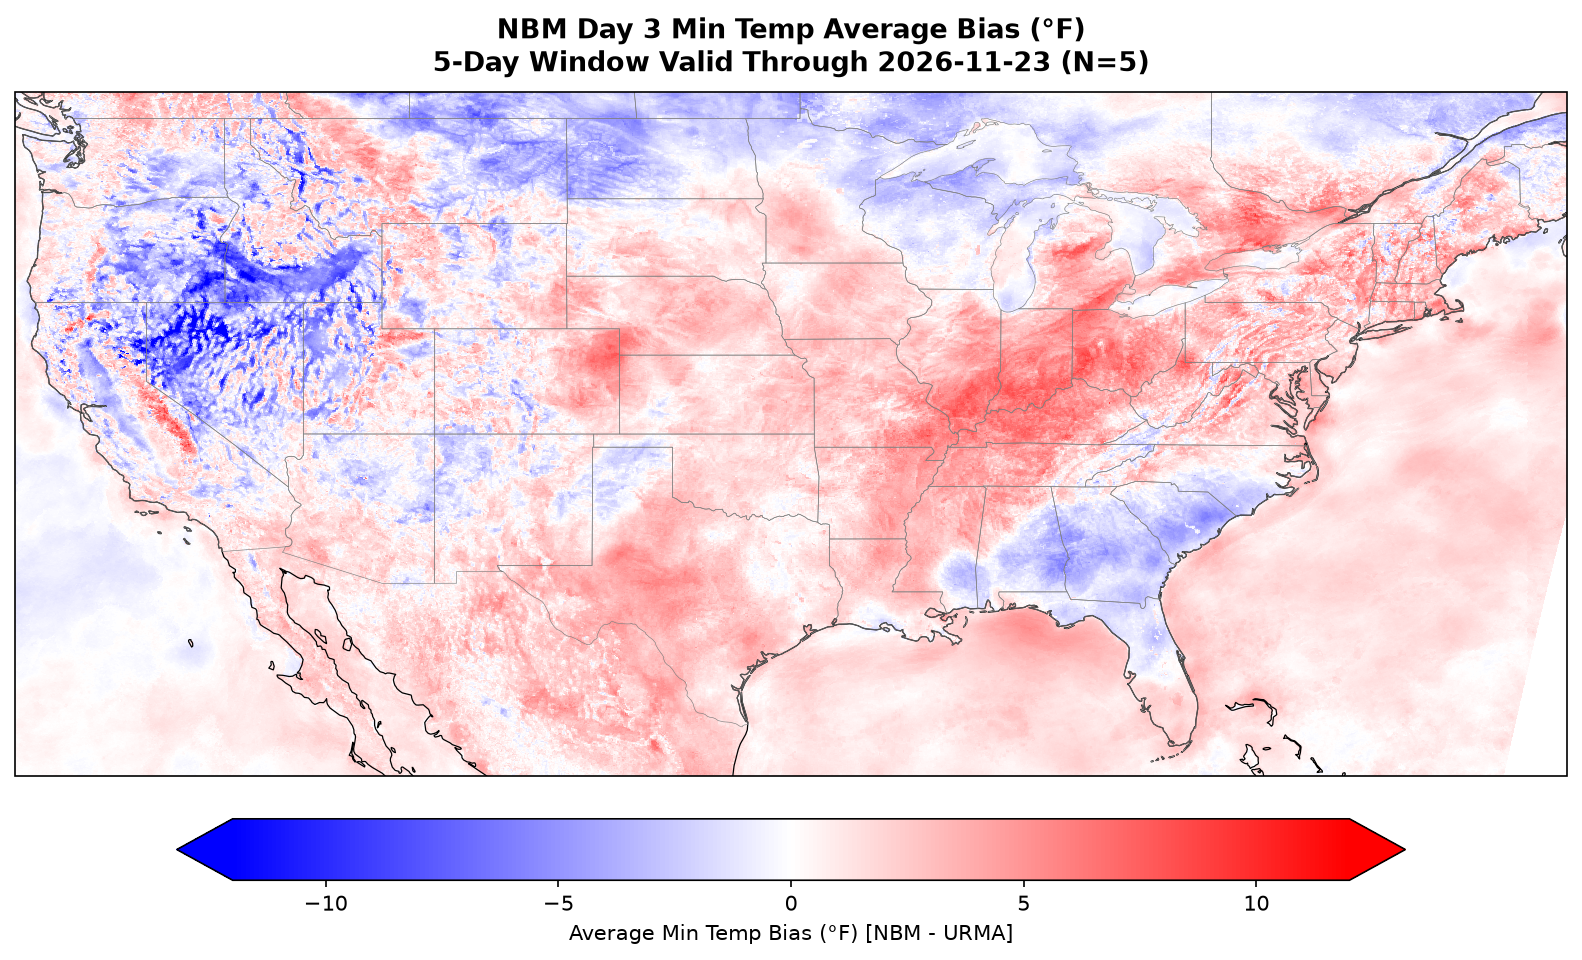 NBM Day 3 Min Temp Average Bias (°F)
5-Day Window Valid Through 2026-11-23 (N=5)
−10 −5 0 5 10
Average Min Temp Bias (°F) [NBM - URMA]